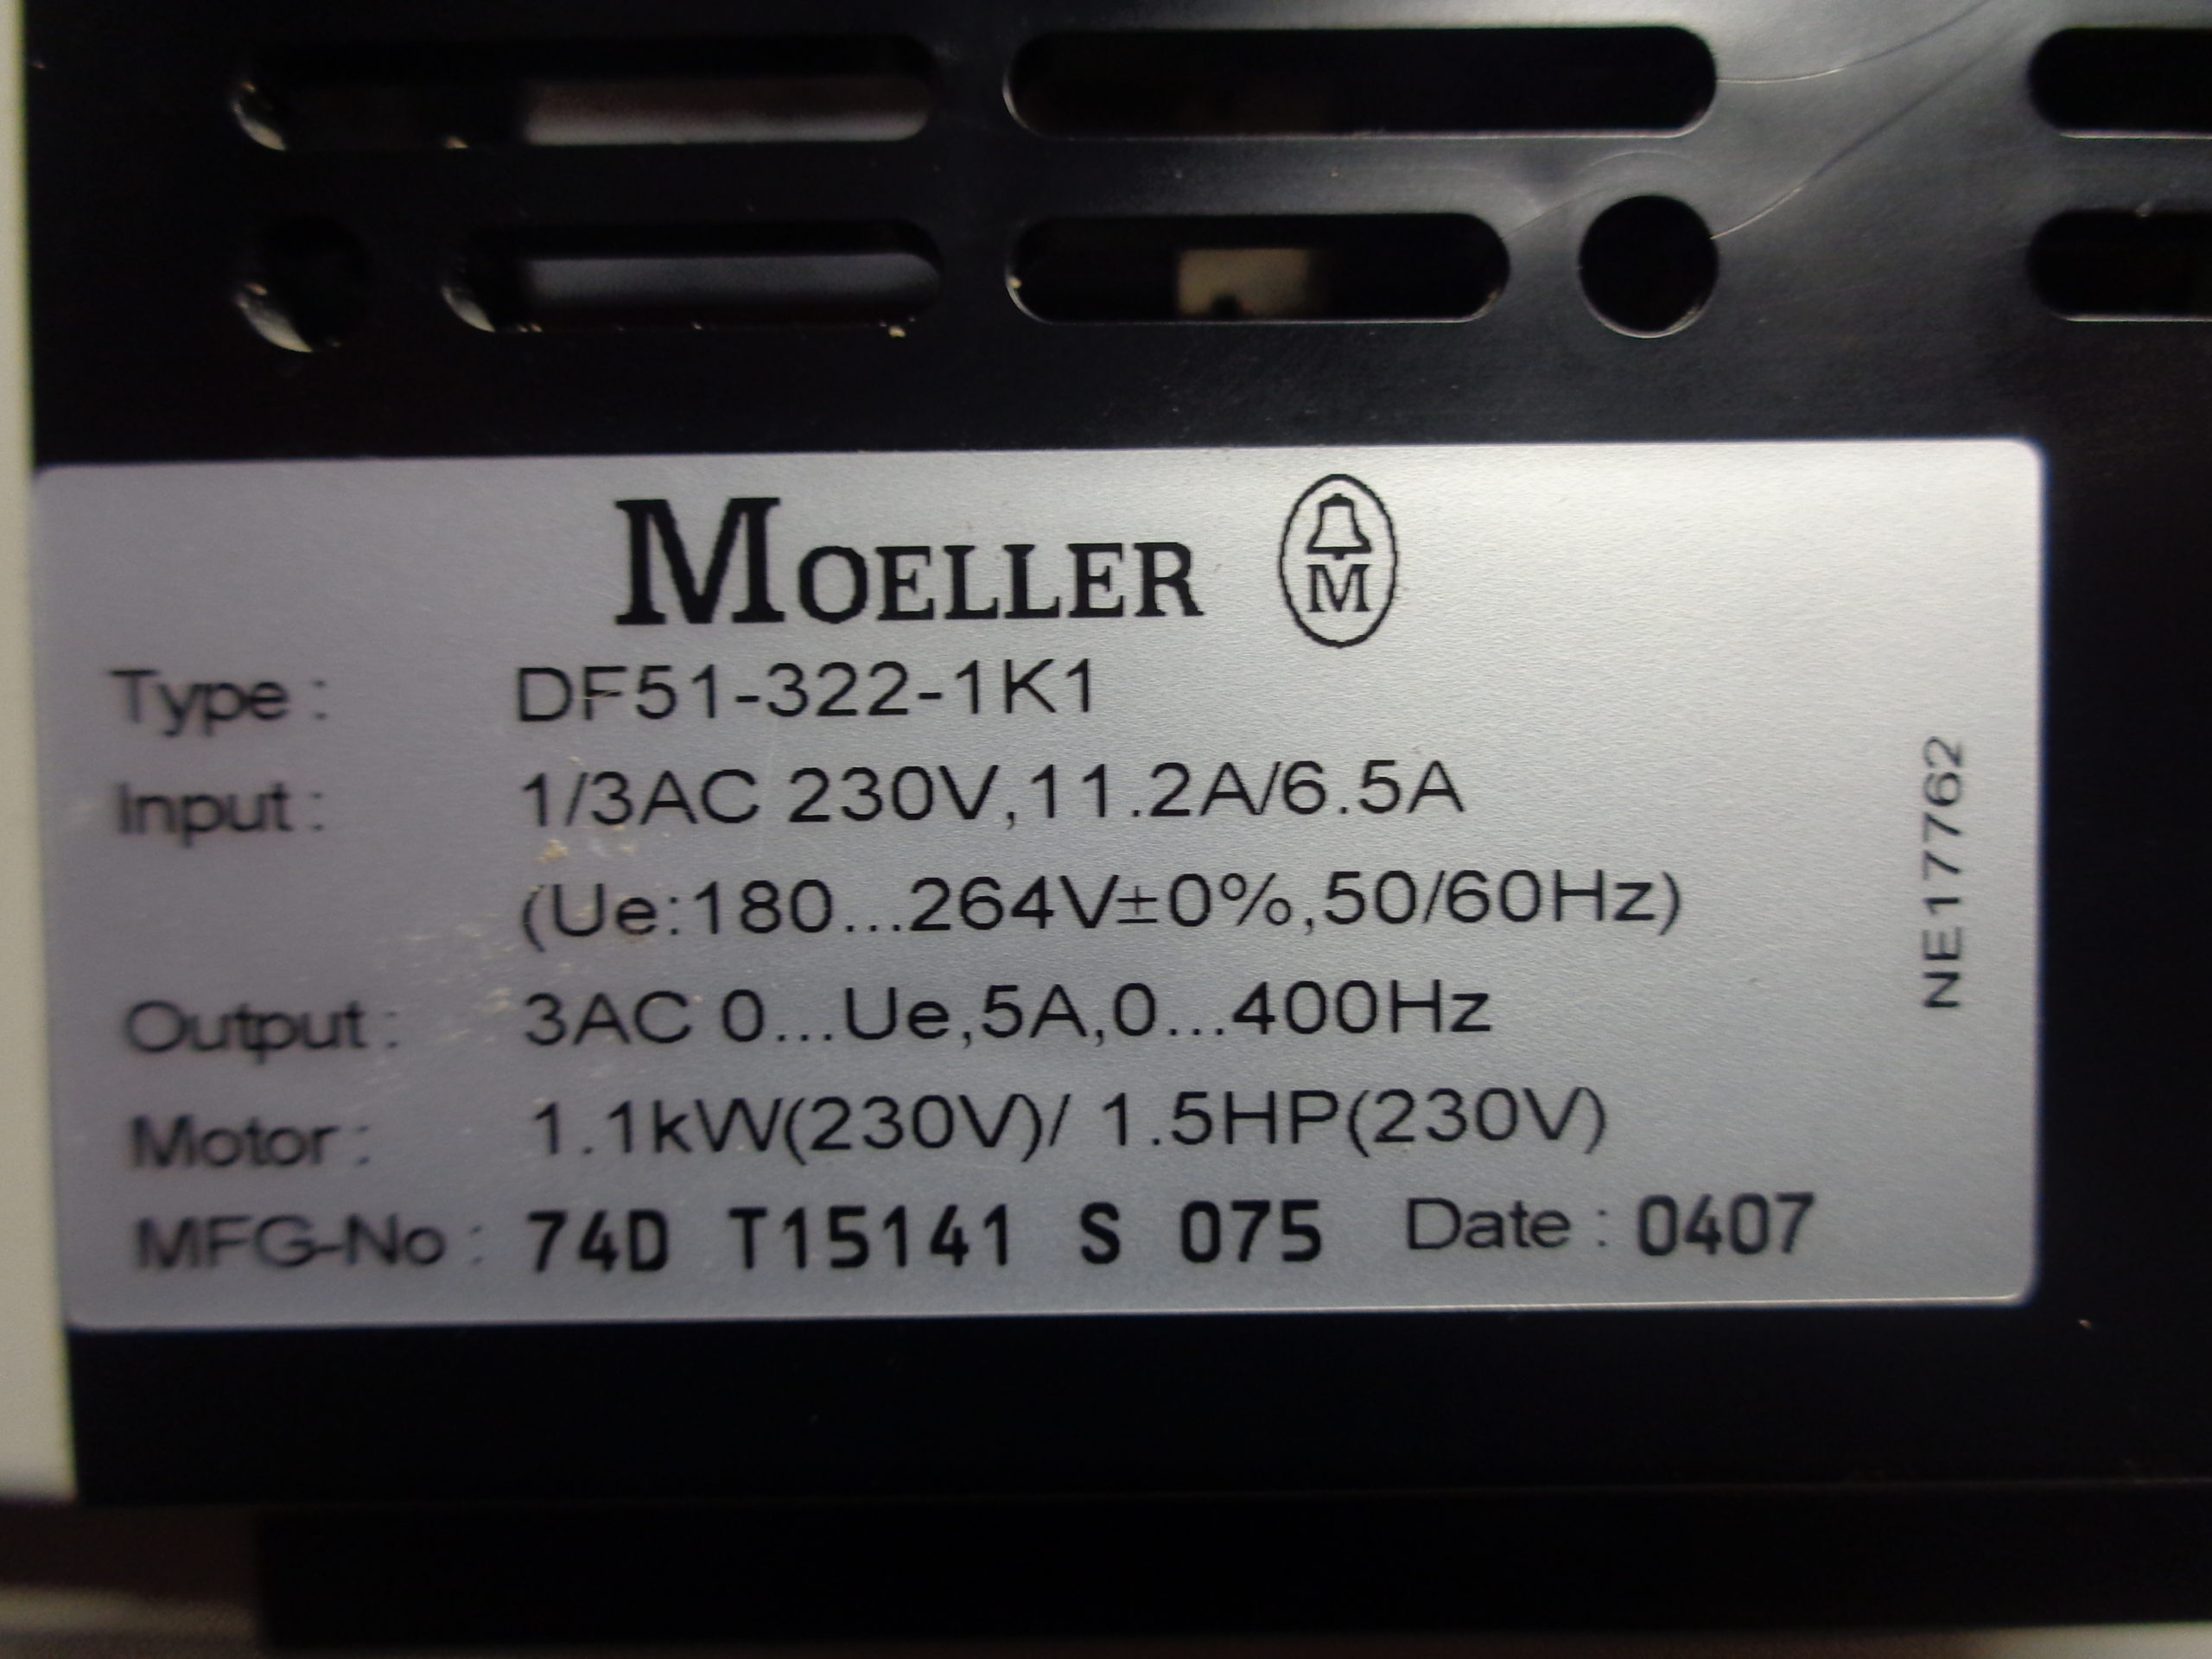 MOELLER M
Type : DF51-322-1K1
Input : 1/3AC 230V,11.2A/6.5A
(Ue:180...264V±0%,50/60Hz)
Output : 3AC 0...Ue,5A,0...400Hz
Motor : 1.1kW(230V)/ 1.5HP(230V)
MFG-No : 74D T15141 S 075 Date : 0407
NE17762